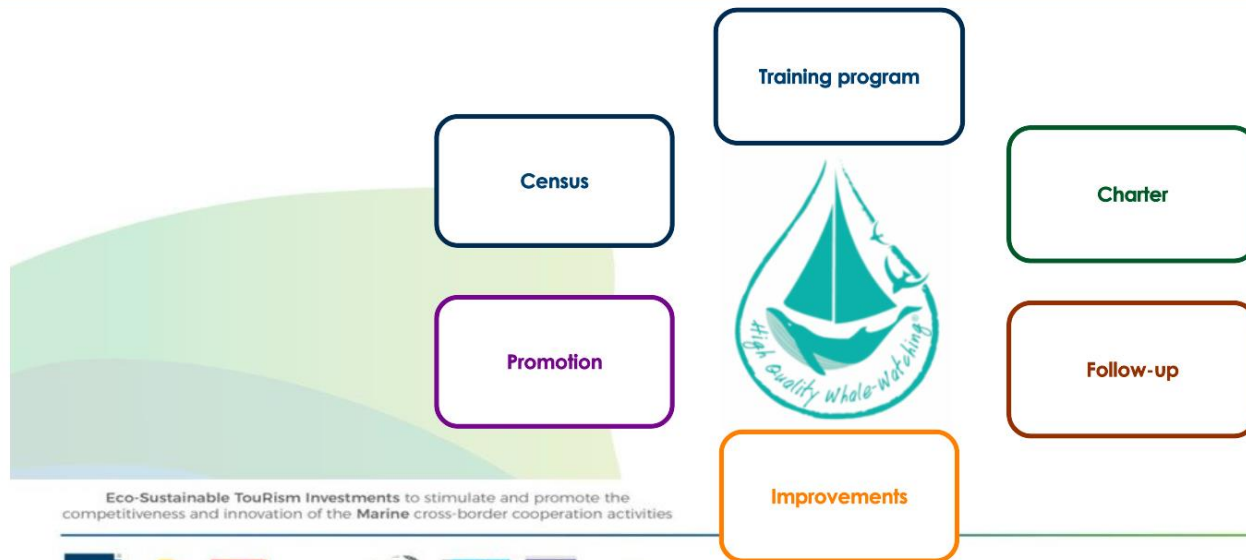 Training program
Census
Charter
Promotion
Follow-up
Improvements
High Quality Whale-Watching®
Eco-Sustainable TouRism Investments to stimulate and promote the
competitiveness and innovation of the Marine cross-border cooperation activities